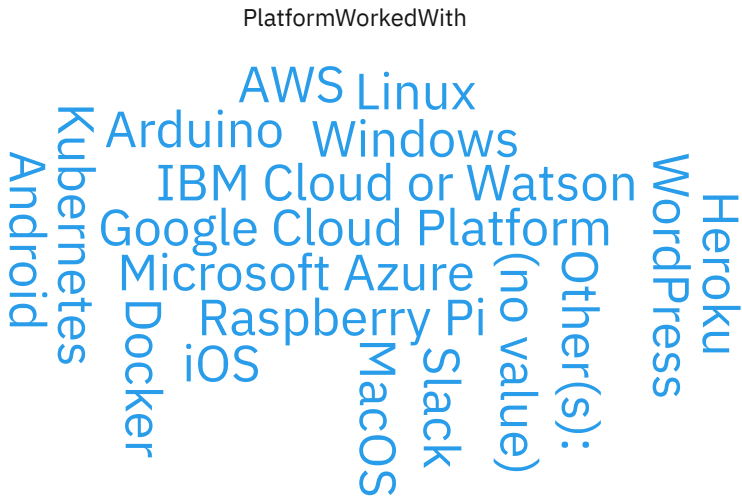 PlatformWorkedWith
AWS
Linux
Arduino
Windows
Kubernetes
Android
IBM Cloud or Watson
WordPress
Heroku
Google Cloud Platform
Microsoft Azure
(no value)
Other(s):
Docker
Raspberry Pi
iOS
MacOS
Slack